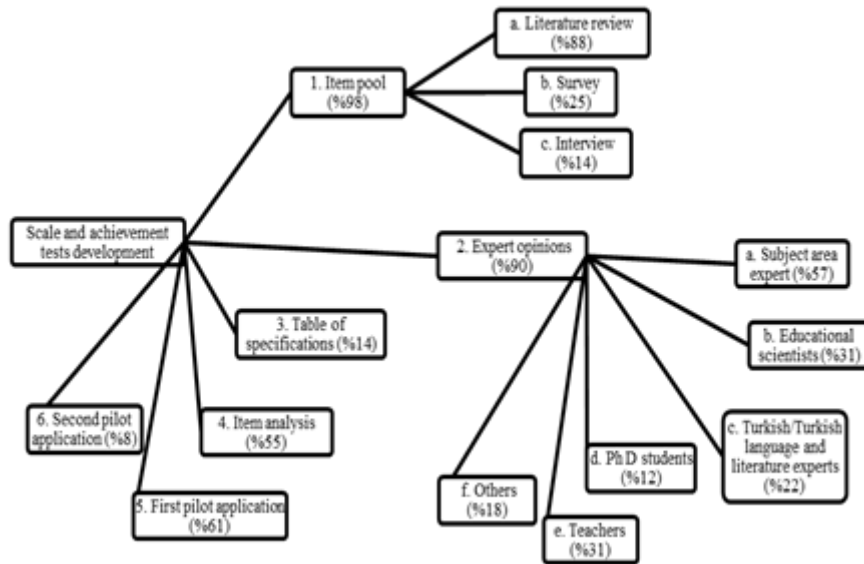 a. Literature review
(%88)
1. Item pool
(%98)
b. Survey
(%25)
c. Interview
(%14)
Scale and achievement
tests development
2. Expert opinions
(%90)
a. Subject area
expert (%57)
b. Educational
scientists (%31)
c. Turkish/Turkish
language and
literature experts
(%22)
d. PhD students
(%12)
e. Teachers
(%31)
f. Others
(%18)
3. Table of
specifications (%14)
4. Item analysis
(%55)
5. First pilot application
(%61)
6. Second pilot
application (%8)